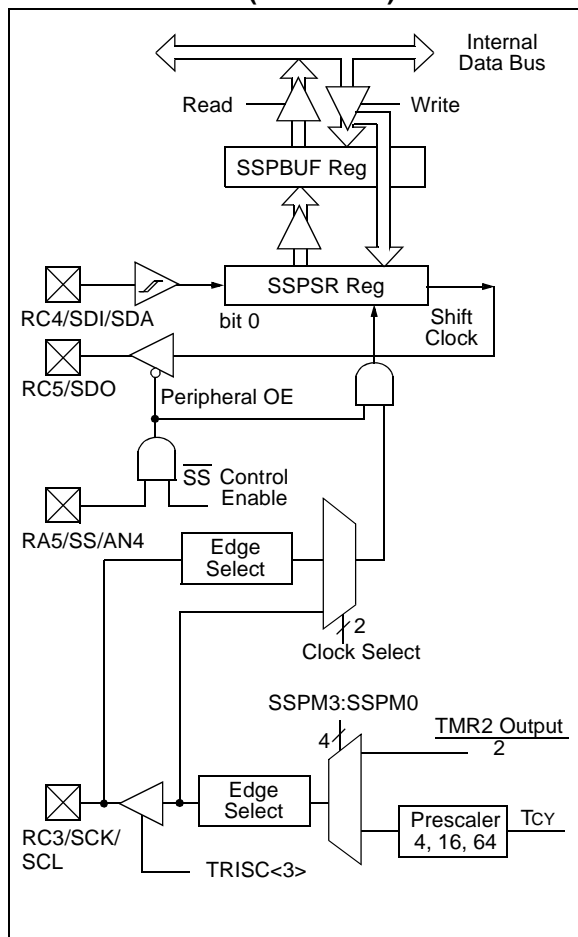 Internal
Data Bus
Read
Write
SSPBUF Reg
SSPSR Reg
RC4/SDI/SDA
bit 0
Shift
Clock
RC5/SDO
Peripheral OE
SS Control
Enable
RA5/SS/AN4
Edge
Select
2
Clock Select
SSPM3:SSPM0
TMR2 Output
4
2
Edge
Select
Prescaler
4, 16, 64
TCY
RC3/SCK/
SCL
TRISC<3>